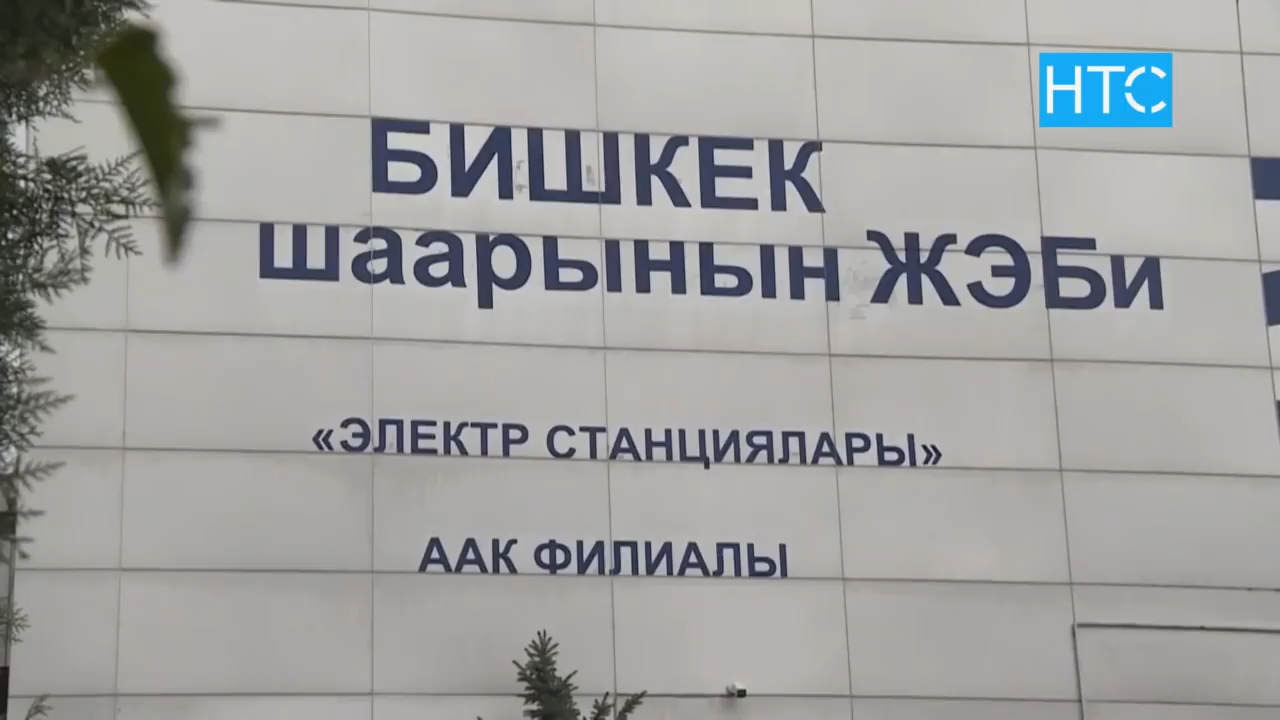 НТС
БИШКЕК
шаарынын ЖЭБи
«ЭЛЕКТР СТАНЦИЯЛАРЫ»
ААК ФИЛИАЛЫ